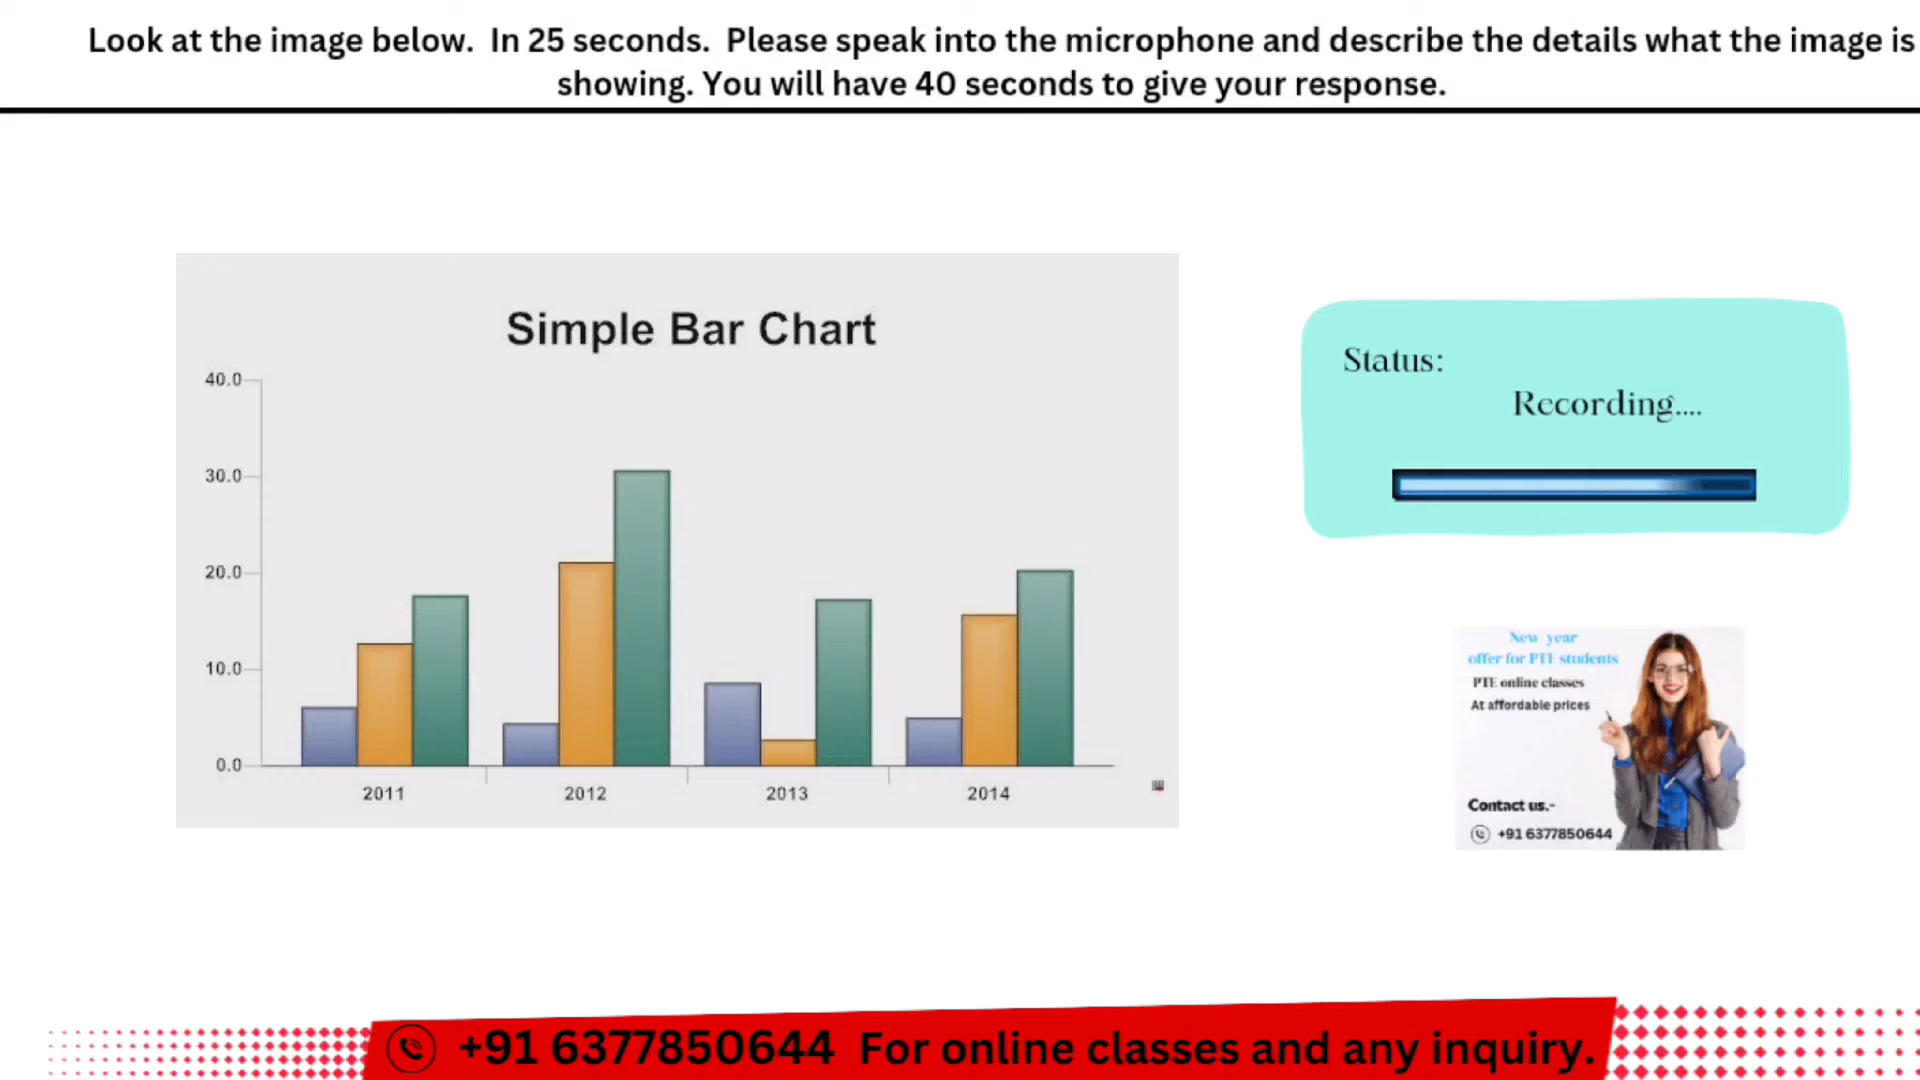 Look at the image below. In 25 seconds. Please speak into the microphone and describe the details what the image is
showing. You will have 40 seconds to give your response.
Simple Bar Chart
40.0
30.0
20.0
10.0
0.0
2011 2012 2013 2014
Status:
Recording....
New year
offer for PTE students
PTE online classes
At affordable prices
Contact us.-
+91 6377850644
+91 6377850644 For online classes and any inquiry.